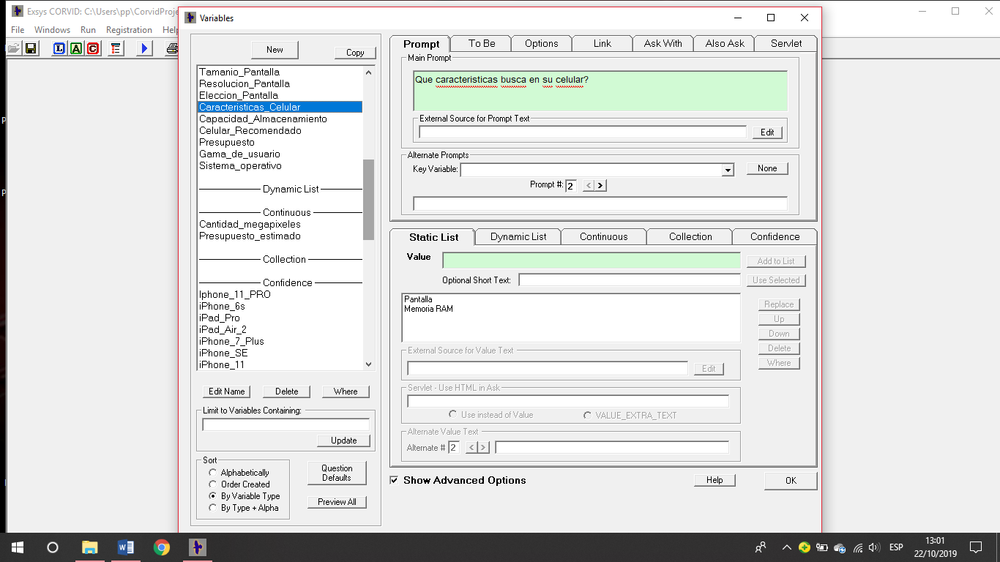 Exsys CORVID: C:\Users\pp\CorvidProje
Variables
File Windows Run Registration Help
New
Copy
Tamanio_Pantalla
Resolucion_Pantalla
Eleccion_Pantalla
Caracteristicas_Celular
Capacidad_Almacenamiento
Celular_Recomendado
Presupuesto
Gama_de_usuario
Sistema_operativo
Dynamic List
Continuous
Cantidad_megapixeles
Presupuesto_estimado
Collection
Confidence
Iphone_11_PRO
iPhone_6s
iPad_Pro
iPad_Air_2
iPhone_7_Plus
iPhone_SE
iPhone_11
Edit Name Delete Where
Limit to Variables Containing:
Update
Sort
Alphabetically
Order Created
By Variable Type
By Type + Alpha
Question
Defaults
Preview All
Prompt To Be Options Link Ask With Also Ask Servlet
Main Prompt
Que caracteristicas busca en su celular?
External Source for Prompt Text
Edit
Alternate Prompts
Key Variable:
None
Prompt #: 2 < >
Static List Dynamic List Continuous Collection Confidence
Value
Add to List
Optional Short Text:
Use Selected
Pantalla
Memoria RAM
Replace
Up
Down
Delete
Where
External Source for Value Text
Edit
Servlet - Use HTML in Ask
Use instead of Value VALUE_EXTRA_TEXT
Alternate Value Text
Alternate # 2 < >
Show Advanced Options
Help
OK
ESP
13:01
22/10/2019